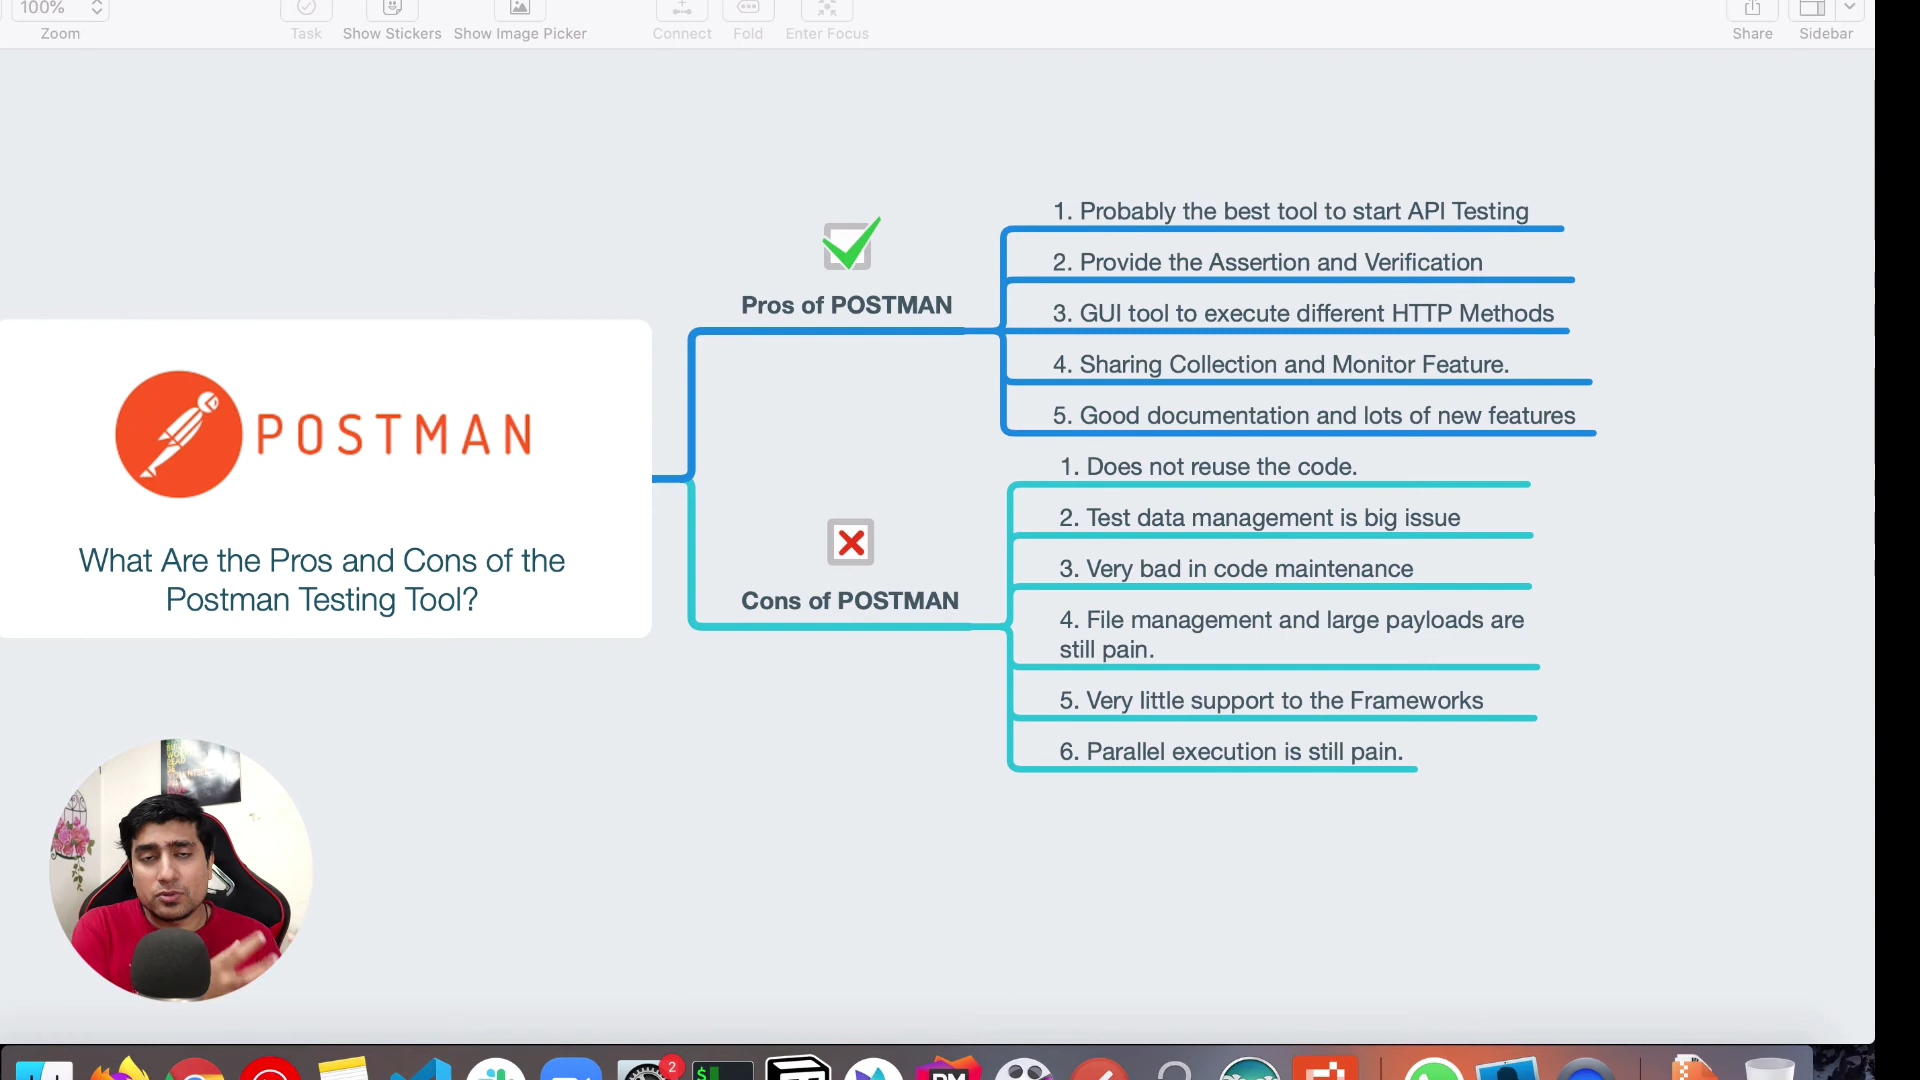 100%
Zoom
Task
Show Stickers
Show Image Picker
Connect
Fold
Enter Focus
Share
Sidebar
POSTMAN
What Are the Pros and Cons of the
Postman Testing Tool?
Pros of POSTMAN
1. Probably the best tool to start API Testing
2. Provide the Assertion and Verification
3. GUI tool to execute different HTTP Methods
4. Sharing Collection and Monitor Feature.
5. Good documentation and lots of new features
Cons of POSTMAN
1. Does not reuse the code.
2. Test data management is big issue
3. Very bad in code maintenance
4. File management and large payloads are
still pain.
5. Very little support to the Frameworks
6. Parallel execution is still pain.
2
$